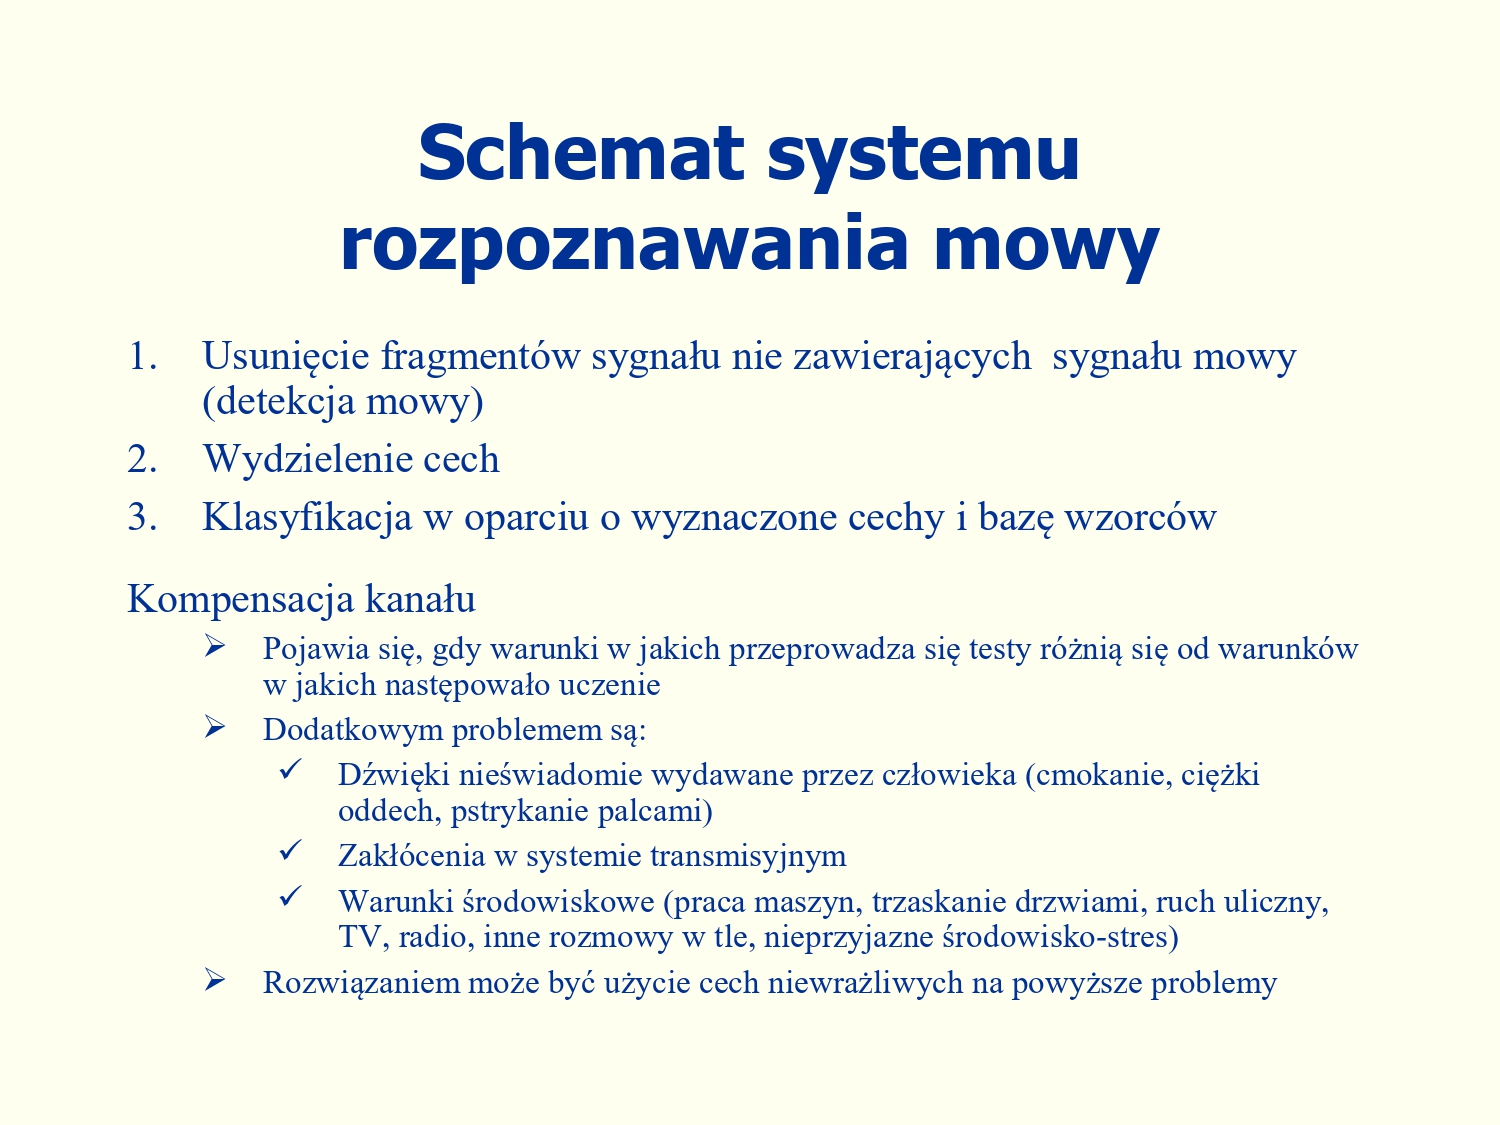 Schemat systemu
rozpoznawania mowy
1. Usunięcie fragmentów sygnału nie zawierających  sygnału mowy
(detekcja mowy)
2. Wydzielenie cech
3. Klasyfikacja w oparciu o wyznaczone cechy i bazę wzorców
Kompensacja kanału
➢ Pojawia się, gdy warunki w jakich przeprowadza się testy różnią się od warunków
w jakich następowało uczenie
➢ Dodatkowym problemem są:
✓ Dźwięki nieświadomie wydawane przez człowieka (cmokanie, ciężki
oddech, pstrykanie palcami)
✓ Zakłócenia w systemie transmisyjnym
✓ Warunki środowiskowe (praca maszyn, trzaskanie drzwiami, ruch uliczny,
TV, radio, inne rozmowy w tle, nieprzyjazne środowisko-stres)
➢ Rozwiązaniem może być użycie cech niewrażliwych na powyższe problemy